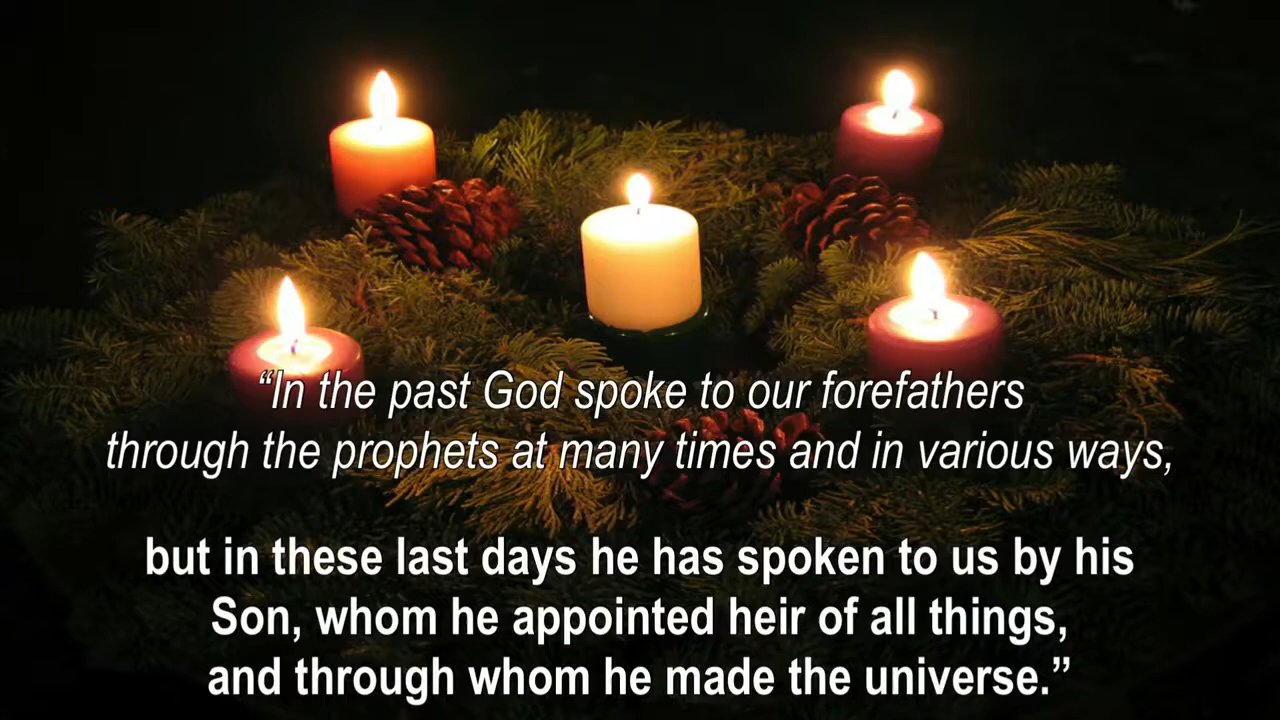 “In the past God spoke to our forefathers
through the prophets at many times and in various ways,
but in these last days he has spoken to us by his
Son, whom he appointed heir of all things,
and through whom he made the universe.”